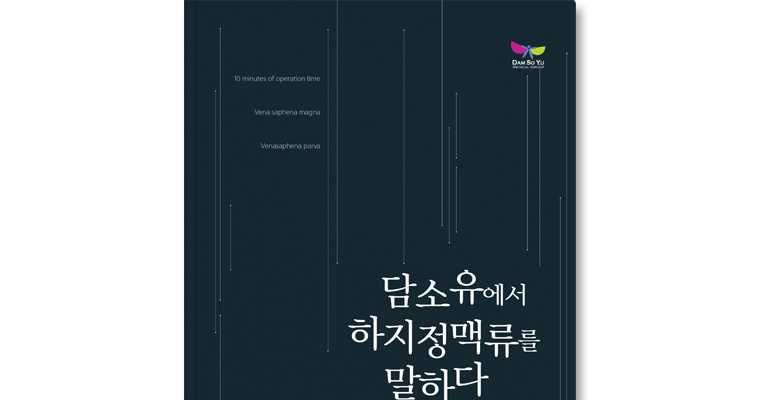 10 minutes of operation time
Vena saphena magna
Venasaphena parva
DAM SO YU
MEDICAL GROUP
담소유에서
하지정맥류를
말하다